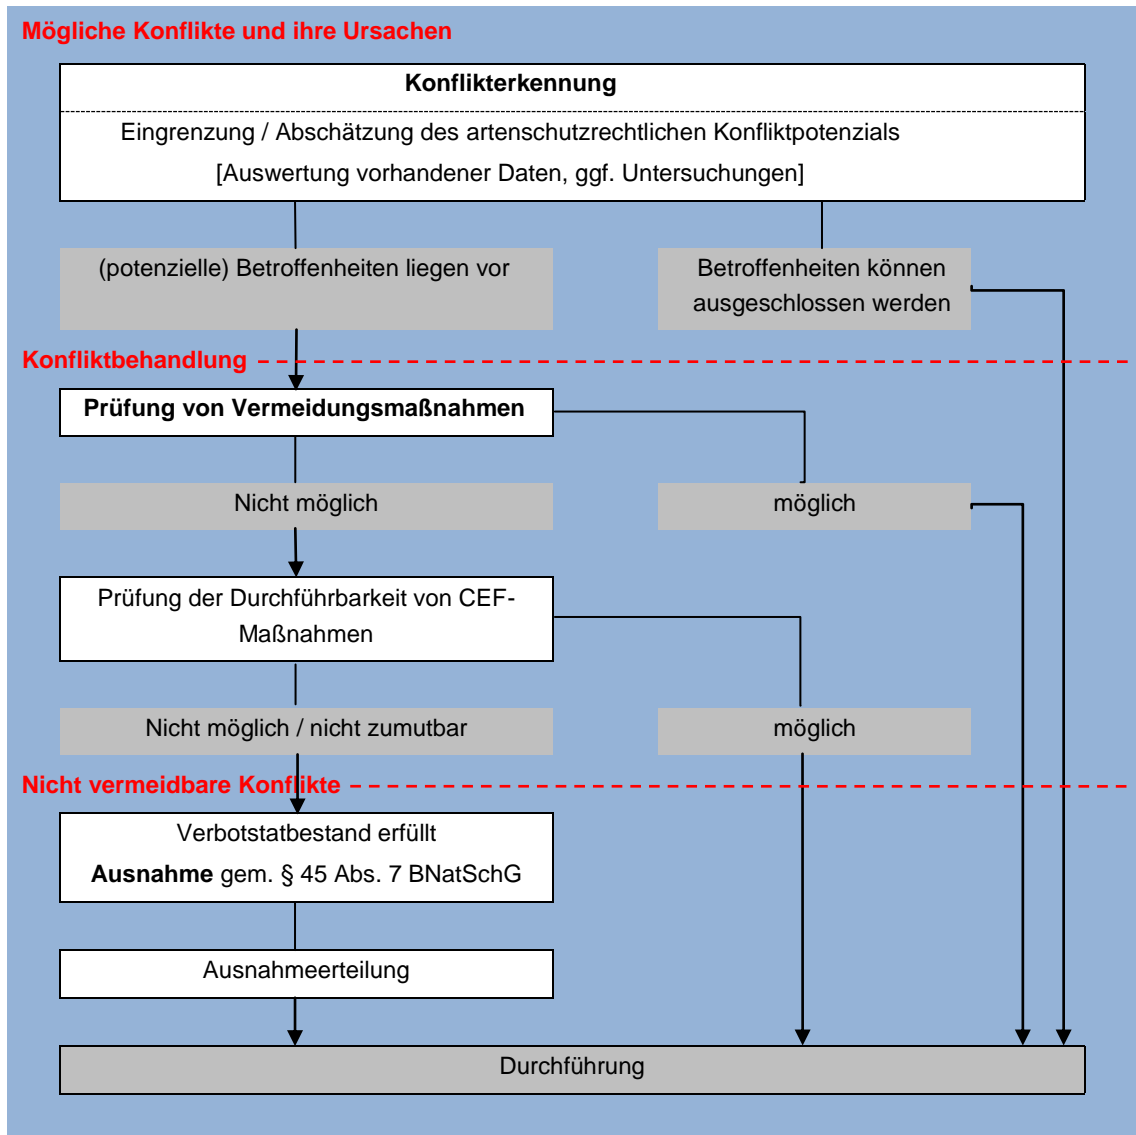 Mögliche Konflikte und ihre Ursachen
Konflikterkennung
Eingrenzung / Abschätzung des artenschutzrechtlichen Konfliktpotenzials
[Auswertung vorhandener Daten, ggf. Untersuchungen]
(potenzielle) Betroffenheiten liegen vor
Betroffenheiten können
ausgeschlossen werden
Konfliktbehandlung
Prüfung von Vermeidungsmaßnahmen
Nicht möglich
möglich
Prüfung der Durchführbarkeit von CEF-
Maßnahmen
Nicht möglich / nicht zumutbar
möglich
Nicht vermeidbare Konflikte
Verbotstatbestand erfüllt
Ausnahme gem. § 45 Abs. 7 BNatSchG
Ausnahmeerteilung
Durchführung